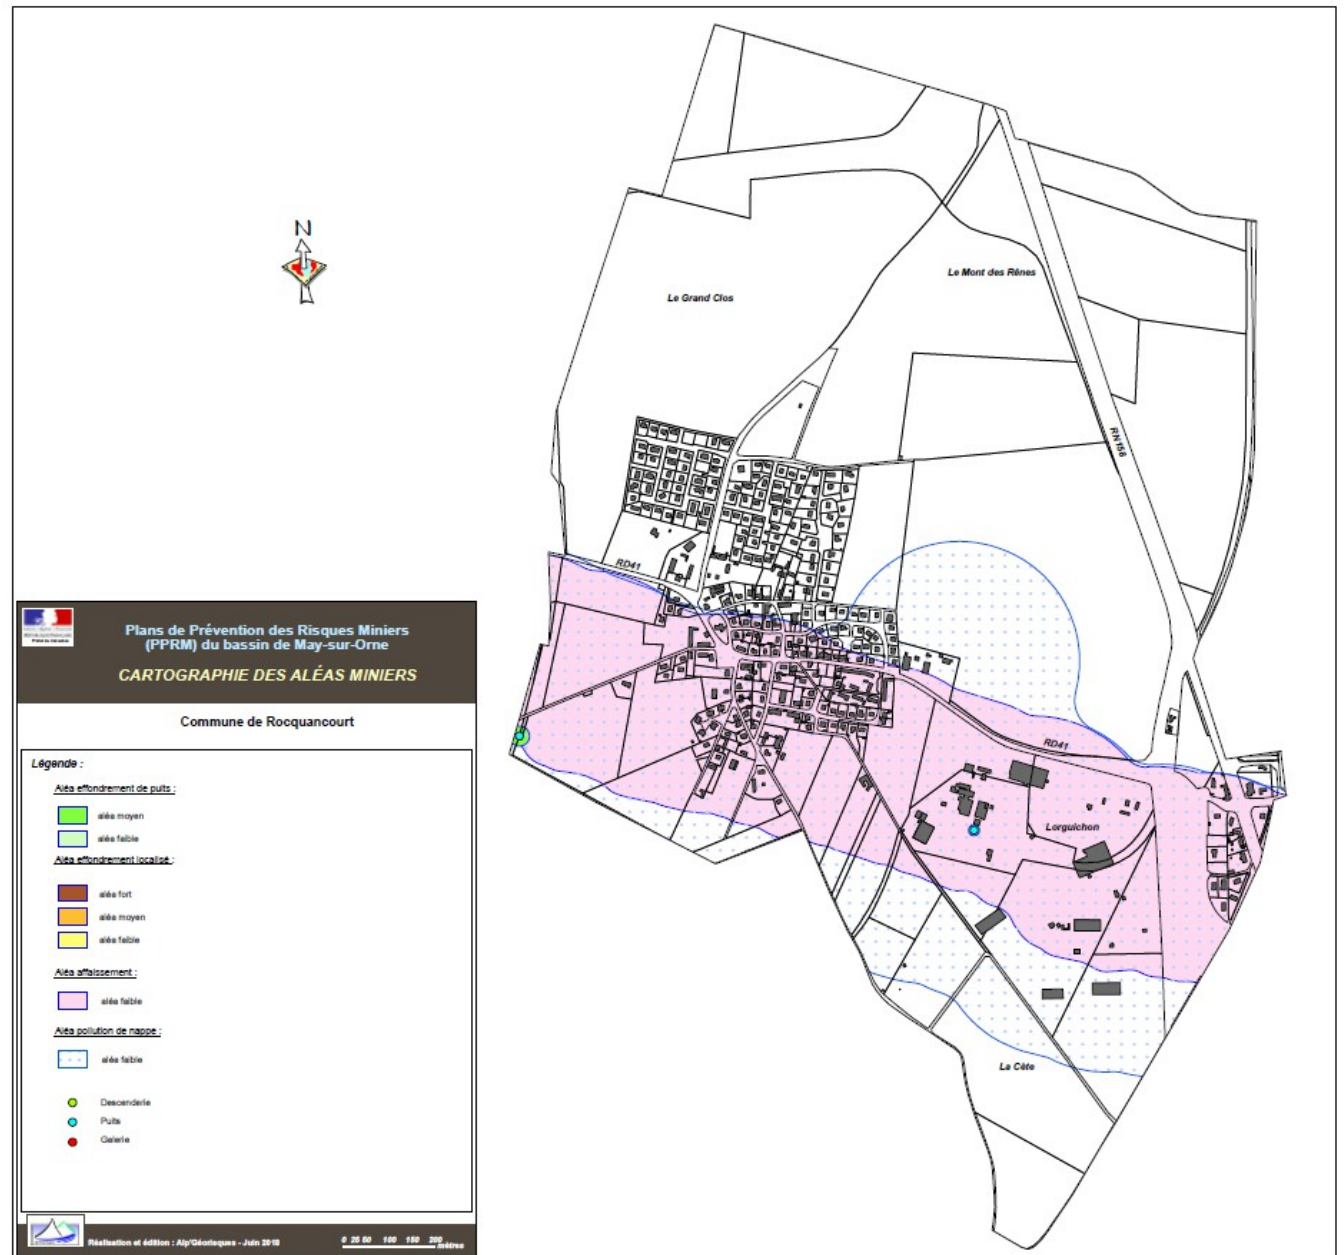 N
Le Mont des Rênes
Le Grand Clos
RN158
RD41
RD41
Lorguichon
La Cète
Plans de Prévention des Risques Miniers
(PPRM) du bassin de May-sur-Orne
CARTOGRAPHIE DES ALÉAS MINIERS
Commune de Rocquancourt
Légende :
Aléa effondrement de puits :
aléa moyen
aléa faible
Aléa effondrement localisé :
aléa fort
aléa moyen
aléa faible
Aléa affaissement :
aléa faible
Aléa pollution de nappe :
aléa faible
Descenderie
Puits
Galerie
Réalisation et édition : Alp'Géorisques - Juin 2018
0 25 50 100 150 200
mètres